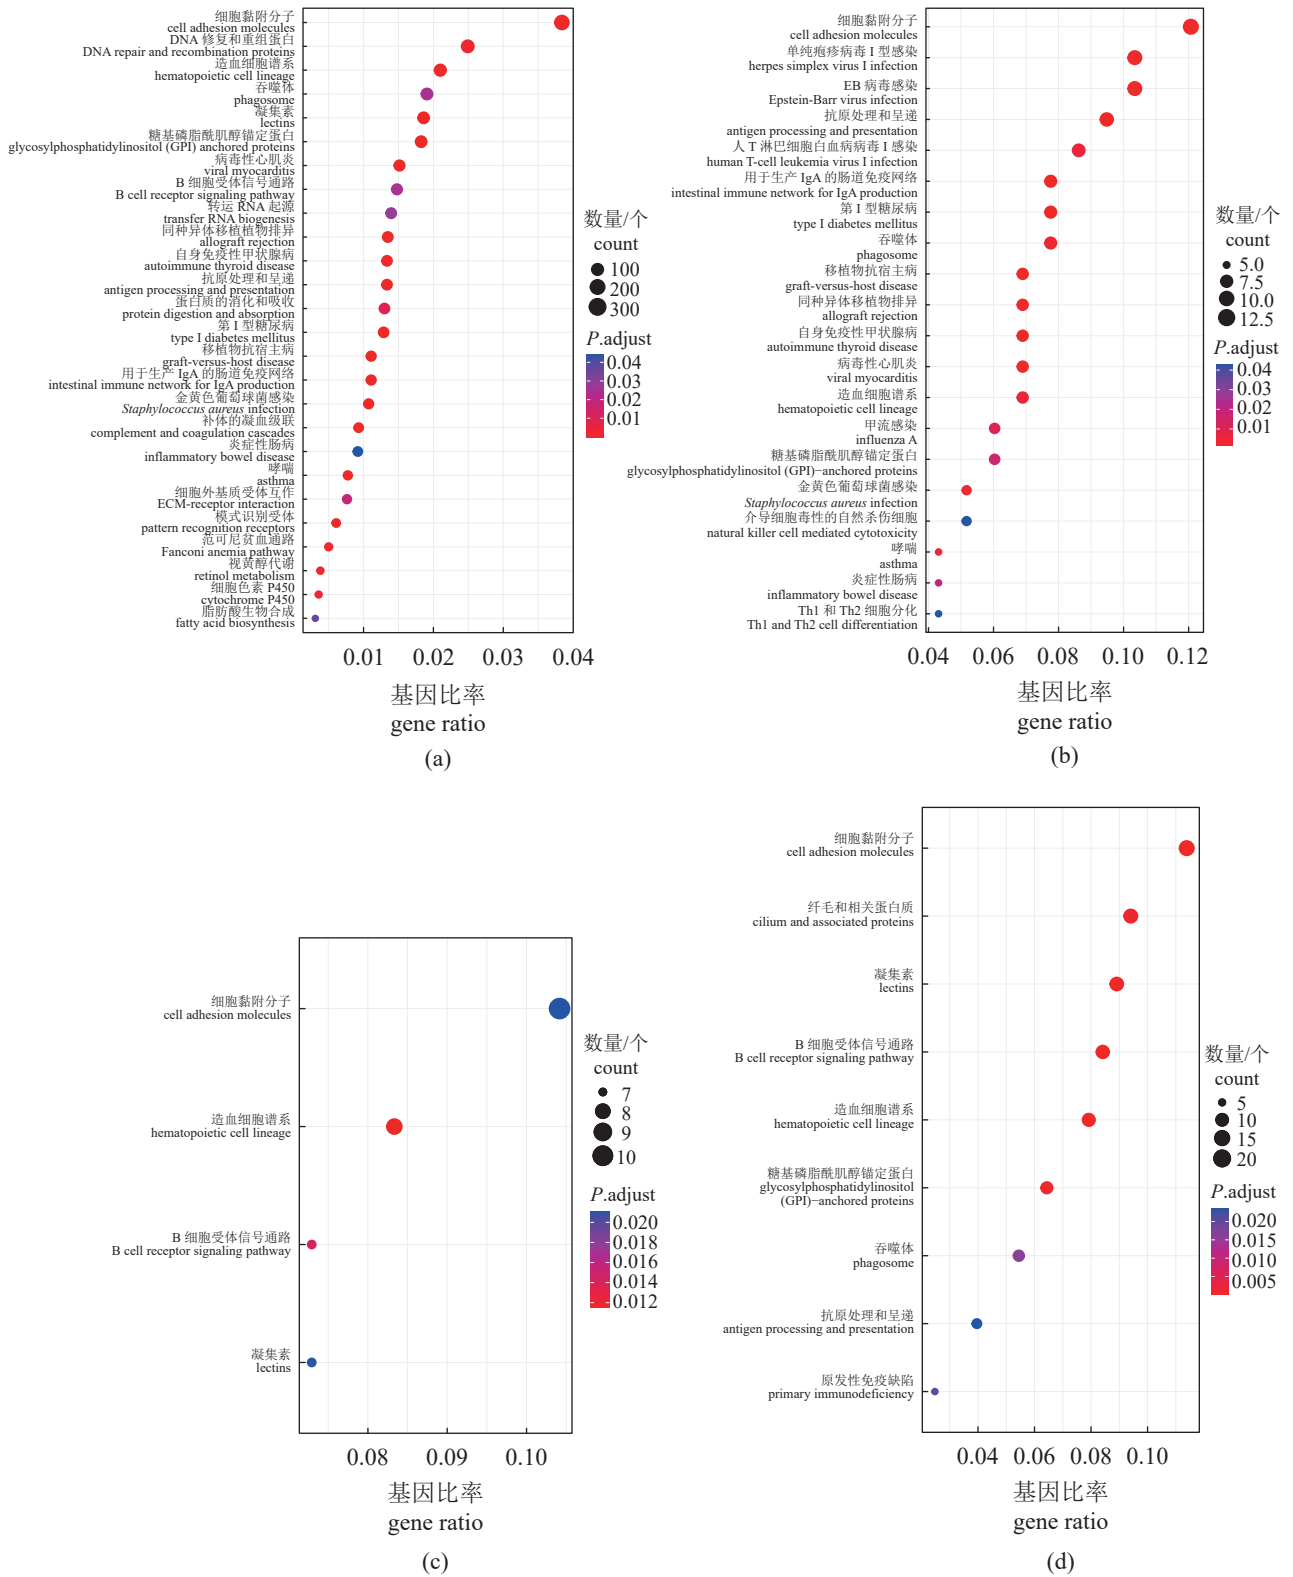 细胞黏附分子
cell adhesion molecules
DNA 修复和重组蛋白
DNA repair and recombination proteins
造血细胞谱系
hematopoietic cell lineage
吞噬体
phagosome
凝集素
lectins
糖基磷脂酰肌醇锚定蛋白
glycosylphosphatidylinositol (GPI) anchored proteins
病毒性心肌炎
viral myocarditis
B 细胞受体信号通路
B cell receptor signaling pathway
转运 RNA 起源
transfer RNA biogenesis
同种异体移植植物排异
allograft rejection
自身免疫性甲状腺病
autoimmune thyroid disease
抗原处理和呈递
antigen processing and presentation
蛋白质的消化和吸收
protein digestion and absorption
第 I 型糖尿病
type I diabetes mellitus
移植物抗宿主病
graft-versus-host disease
用于生产 IgA 的肠道免疫网络
intestinal immune network for IgA production
金黄色葡萄球菌感染
Staphylococcus aureus infection
补体的凝血级联
complement and coagulation cascades
炎症性肠病
inflammatory bowel disease
哮喘
asthma
细胞外基质受体互作
ECM-receptor interaction
模式识别受体
pattern recognition receptors
范可尼贫血通路
Fanconi anemia pathway
视黄醇代谢
retinol metabolism
细胞色素 P450
cytochrome P450
脂肪酸生物合成
fatty acid biosynthesis
0.01 0.02 0.03 0.04
基因比率
gene ratio
(a)
数量/个
count
100
200
300
P.adjust
0.04
0.03
0.02
0.01
细胞黏附分子
cell adhesion molecules
单纯疱疹病毒 I 型感染
herpes simplex virus I infection
EB 病毒感染
Epstein-Barr virus infection
抗原处理和呈递
antigen processing and presentation
人 T 淋巴细胞白血病病毒 I 感染
human T-cell leukemia virus I infection
用于生产 IgA 的肠道免疫网络
intestinal immune network for IgA production
第 I 型糖尿病
type I diabetes mellitus
吞噬体
phagosome
移植物抗宿主病
graft-versus-host disease
同种异体移植物排异
allograft rejection
自身免疫性甲状腺病
autoimmune thyroid disease
病毒性心肌炎
viral myocarditis
造血细胞谱系
hematopoietic cell lineage
甲流感染
influenza A
糖基磷脂酰肌醇锚定蛋白
glycosylphosphatidylinositol (GPI)−anchored proteins
金黄色葡萄球菌感染
Staphylococcus aureus infection
介导细胞毒性的自然杀伤细胞
natural killer cell mediated cytotoxicity
哮喘
asthma
炎症性肠病
inflammatory bowel disease
Th1 和 Th2 细胞分化
Th1 and Th2 cell differentiation
0.04 0.06 0.08 0.10 0.12
基因比率
gene ratio
(b)
数量/个
count
5.0
7.5
10.0
12.5
P.adjust
0.04
0.03
0.02
0.01
细胞黏附分子
cell adhesion molecules
造血细胞谱系
hematopoietic cell lineage
B 细胞受体信号通路
B cell receptor signaling pathway
凝集素
lectins
0.08 0.09 0.10
基因比率
gene ratio
(c)
数量/个
count
7
8
9
10
P.adjust
0.020
0.018
0.016
0.014
0.012
细胞黏附分子
cell adhesion molecules
纤毛和相关蛋白质
cilium and associated proteins
凝集素
lectins
B 细胞受体信号通路
B cell receptor signaling pathway
造血细胞谱系
hematopoietic cell lineage
糖基磷脂酰肌醇锚定蛋白
glycosylphosphatidylinositol
(GPI)−anchored proteins
吞噬体
phagosome
抗原处理和呈递
antigen processing and presentation
原发性免疫缺陷
primary immunodeficiency
0.04 0.06 0.08 0.10
基因比率
gene ratio
(d)
数量/个
count
5
10
15
20
P.adjust
0.020
0.015
0.010
0.005